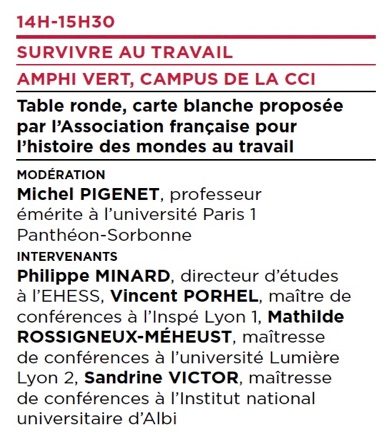 14H-15H30
SURVIVRE AU TRAVAIL
AMPHI VERT, CAMPUS DE LA CCI
Table ronde, carte blanche proposée
par l’Association française pour
l’histoire des mondes au travail
MODÉRATION
Michel PIGENET, professeur
émérite à l’université Paris 1
Panthéon-Sorbonne
INTERVENANTS
Philippe MINARD, directeur d’études
à l’EHESS, Vincent PORHEL, maître de
conférences à l’Inspé Lyon 1, Mathilde
ROSSIGNEUX-MÉHEUST, maîtresse
de conférences à l’université Lumière
Lyon 2, Sandrine VICTOR, maîtresse
de conférences à l’Institut national
universitaire d’Albi